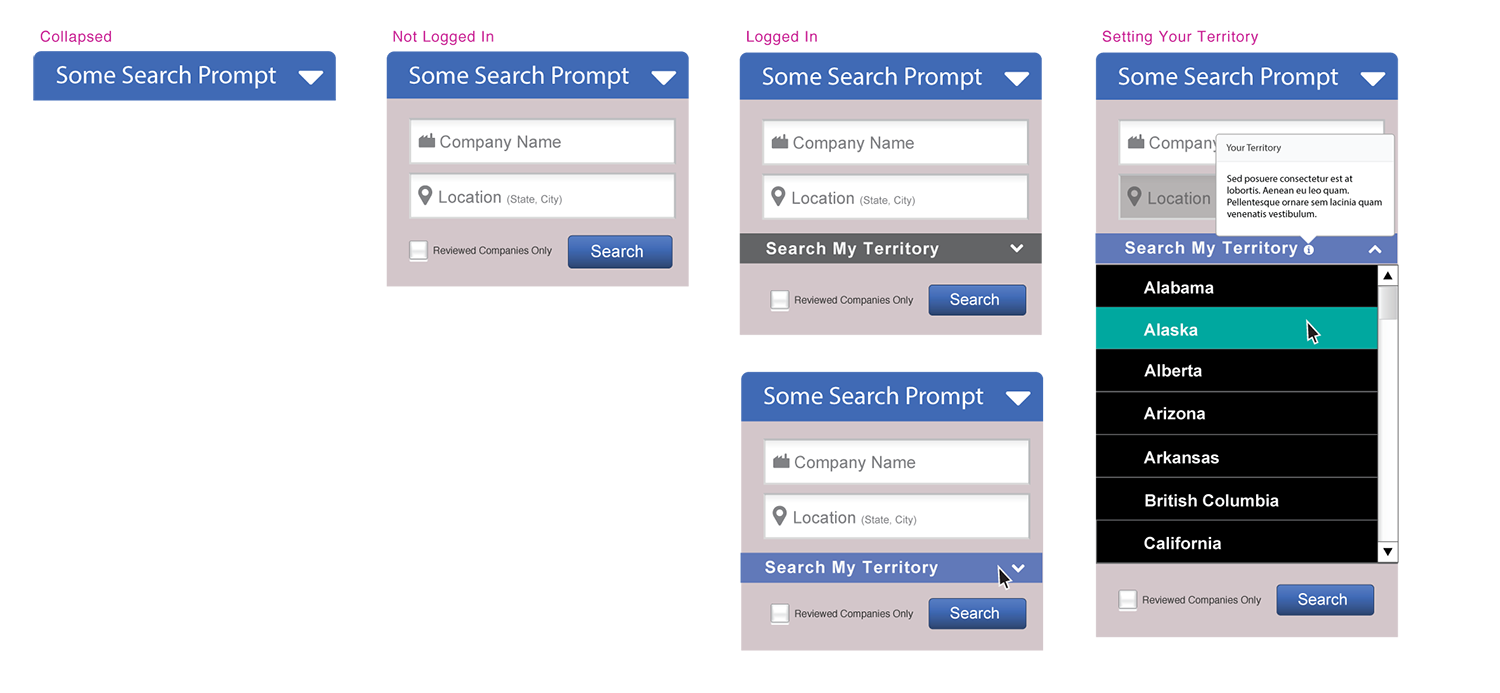 Collapsed
Some Search Prompt
Not Logged In
Some Search Prompt
Company Name
Location (State, City)
Reviewed Companies Only
Search
Logged In
Some Search Prompt
Company Name
Location (State, City)
Search My Territory
Reviewed Companies Only
Search
Some Search Prompt
Company Name
Location (State, City)
Search My Territory
Reviewed Companies Only
Search
Setting Your Territory
Some Search Prompt
Company
Your Territory
Sed posuere consectetur est at
lobortis. Aenean eu leo quam.
Pellentesque ornare sem lacinia quam
venenatis vestibulum.
Location
Search My Territory
Alabama
Alaska
Alberta
Arizona
Arkansas
British Columbia
California
Reviewed Companies Only
Search